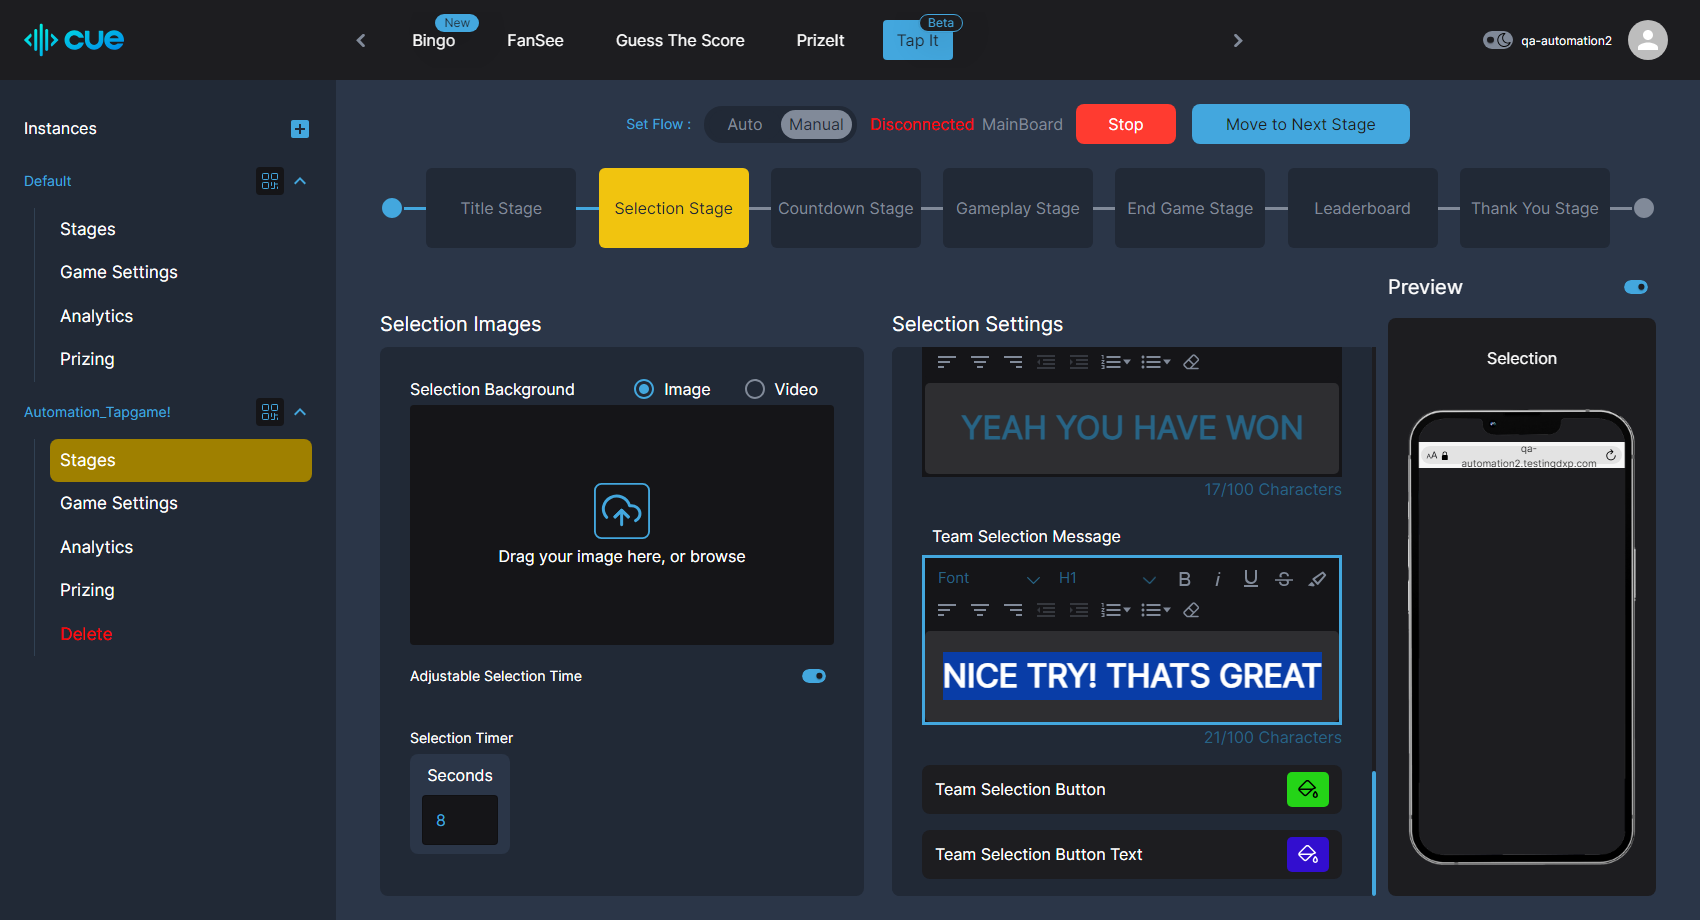 cue
New
Bingo
FanSee
Guess The Score
PrizeIt
Beta
Tap It
qa-automation2
Instances
Default
Stages
Game Settings
Analytics
Prizing
Automation_Tapgame!
Stages
Game Settings
Analytics
Prizing
Delete
Set Flow :
Auto
Manual
Disconnected MainBoard
Stop
Move to Next Stage
Title Stage
Selection Stage
Countdown Stage
Gameplay Stage
End Game Stage
Leaderboard
Thank You Stage
Selection Images
Selection Background
Image
Video
Drag your image here, or browse
Adjustable Selection Time
Selection Timer
Seconds
8
Selection Settings
YEAH YOU HAVE WON
17/100 Characters
Team Selection Message
Font
H1
B i U S
NICE TRY! THATS GREAT
21/100 Characters
Team Selection Button
Team Selection Button Text
Preview
Selection
AA
qa-
automation2.testingdxp.com